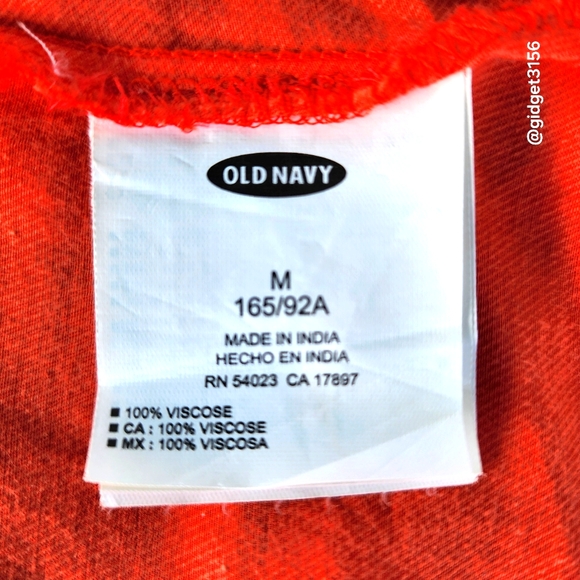 @gidget3156
OLD NAVY
M
165/92A
MADE IN INDIA
HECHO EN INDIA
RN 54023 CA 17897
■ 100% VISCOSE
■ CA : 100% VISCOSE
■ MX : 100% VISCOSA